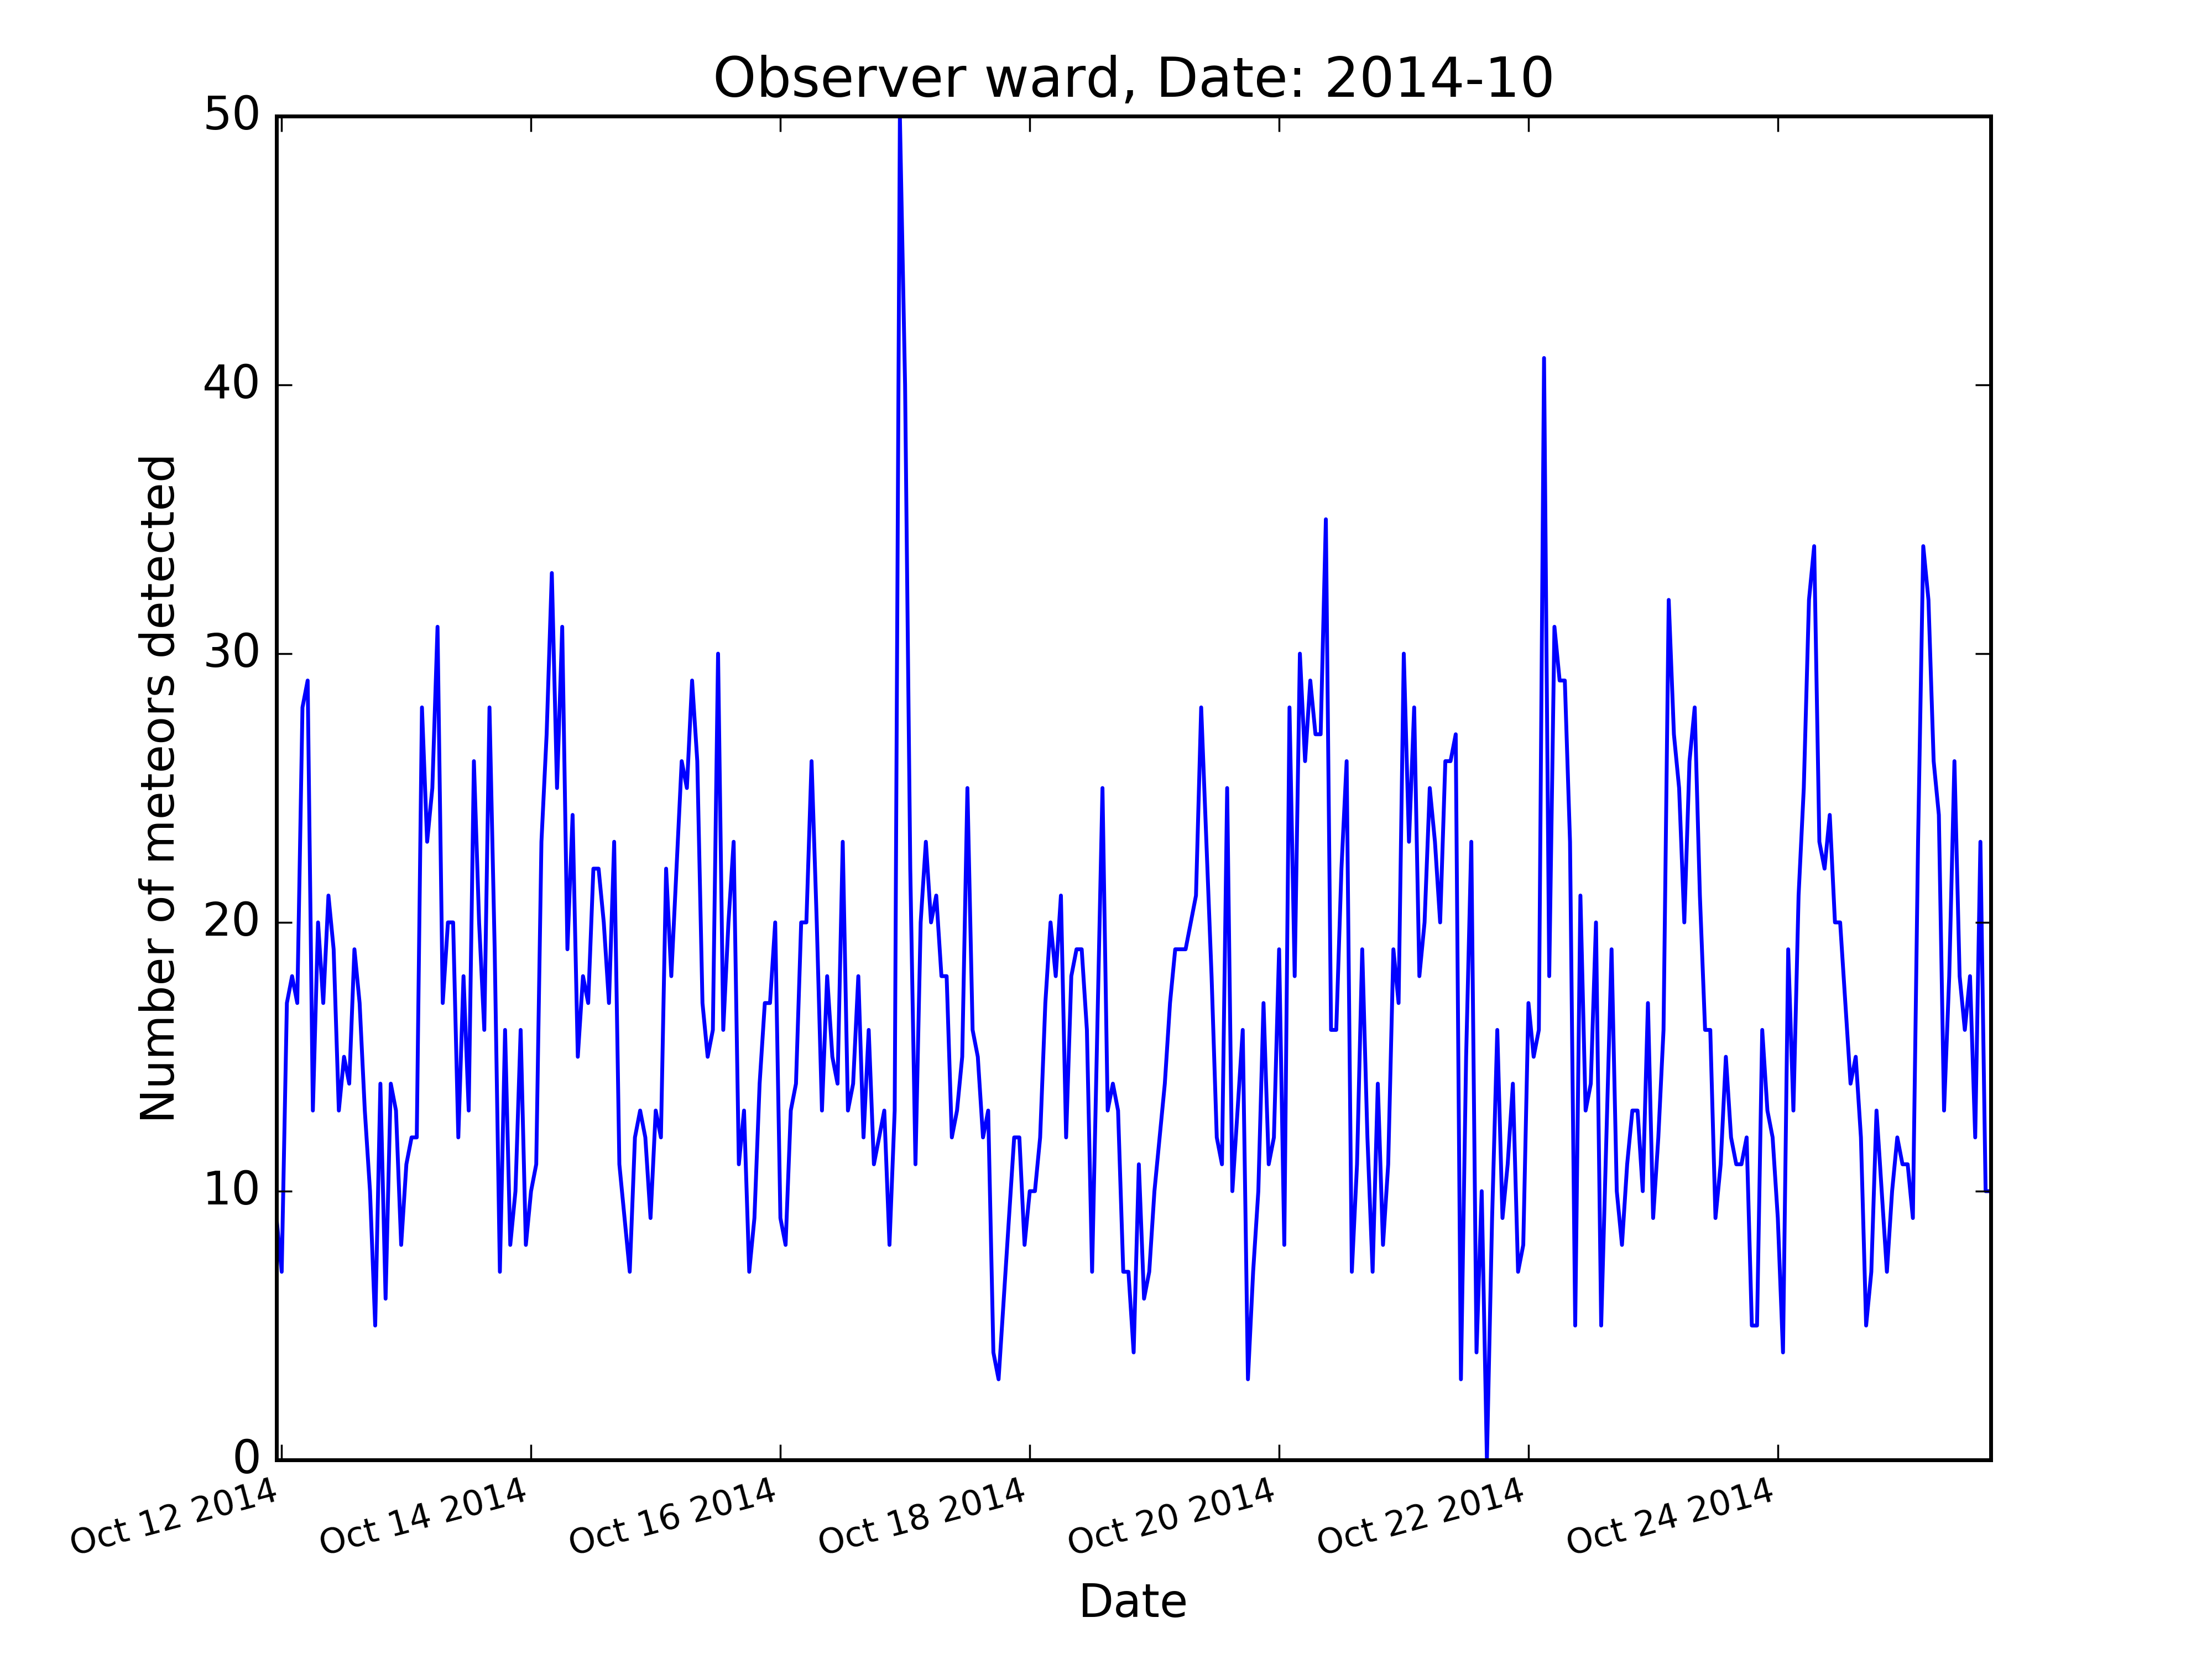 Observer ward, Date: 2014-10
50
40
30
20
10
0
Number of meteors detected
Oct 12 2014
Oct 14 2014
Oct 16 2014
Oct 18 2014
Oct 20 2014
Oct 22 2014
Oct 24 2014
Date